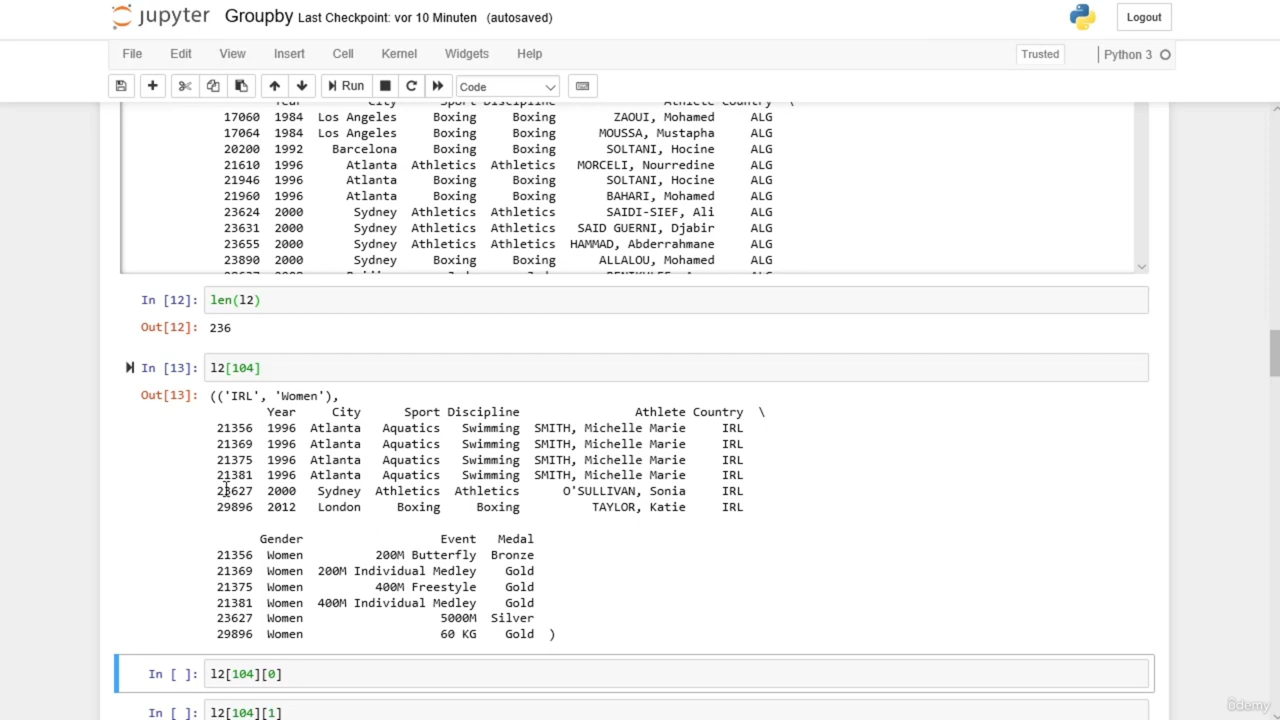 jupyter Groupby Last Checkpoint: vor 10 Minuten (autosaved) Logout
File Edit View Insert Cell Kernel Widgets Help Trusted Python 3
Run Code
Year City Sport Discipline Athlete Country \
17060 1984 Los Angeles Boxing Boxing ZAOUI, Mohamed ALG
17064 1984 Los Angeles Boxing Boxing MOUSSA, Mustapha ALG
20200 1992 Barcelona Boxing Boxing SOLTANI, Hocine ALG
21610 1996 Atlanta Athletics Athletics MORCELI, Nourredine ALG
21946 1996 Atlanta Boxing Boxing SOLTANI, Hocine ALG
21960 1996 Atlanta Boxing Boxing BAHARI, Mohamed ALG
23624 2000 Sydney Athletics Athletics SAIDI-SIEF, Ali ALG
23631 2000 Sydney Athletics Athletics SAID GUERNI, Djabir ALG
23655 2000 Sydney Athletics Athletics HAMMAD, Abderrahmane ALG
23890 2000 Sydney Boxing Boxing ALLALOU, Mohamed ALG
In [12]: len(l2)
Out[12]: 236
In [13]: l2[104]
Out[13]: (('IRL', 'Women'),
Year City Sport Discipline Athlete Country \
21356 1996 Atlanta Aquatics Swimming SMITH, Michelle Marie IRL
21369 1996 Atlanta Aquatics Swimming SMITH, Michelle Marie IRL
21375 1996 Atlanta Aquatics Swimming SMITH, Michelle Marie IRL
21381 1996 Atlanta Aquatics Swimming SMITH, Michelle Marie IRL
23627 2000 Sydney Athletics Athletics O'SULLIVAN, Sonia IRL
29896 2012 London Boxing Boxing TAYLOR, Katie IRL
Gender Event Medal
21356 Women 200M Butterfly Bronze
21369 Women 200M Individual Medley Gold
21375 Women 400M Freestyle Gold
21381 Women 400M Individual Medley Gold
23627 Women 5000M Silver
29896 Women 60 KG Gold )
In [ ]: l2[104][0]
In [ ]: l2[104][1]
ûdemy